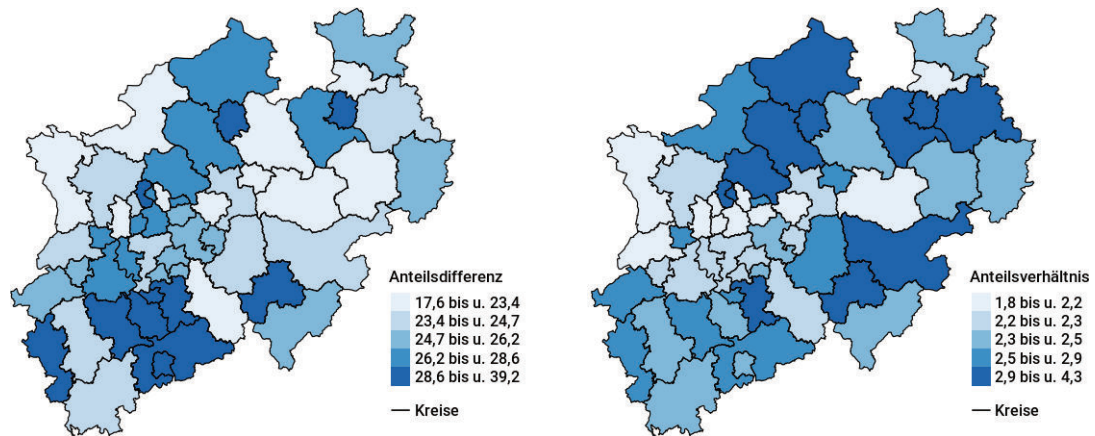 Anteilsdifferenz
17,6 bis u. 23,4
23,4 bis u. 24,7
24,7 bis u. 26,2
26,2 bis u. 28,6
28,6 bis u. 39,2
Kreise
Anteilsverhältnis
1,8 bis u. 2,2
2,2 bis u. 2,3
2,3 bis u. 2,5
2,5 bis u. 2,9
2,9 bis u. 4,3
Kreise